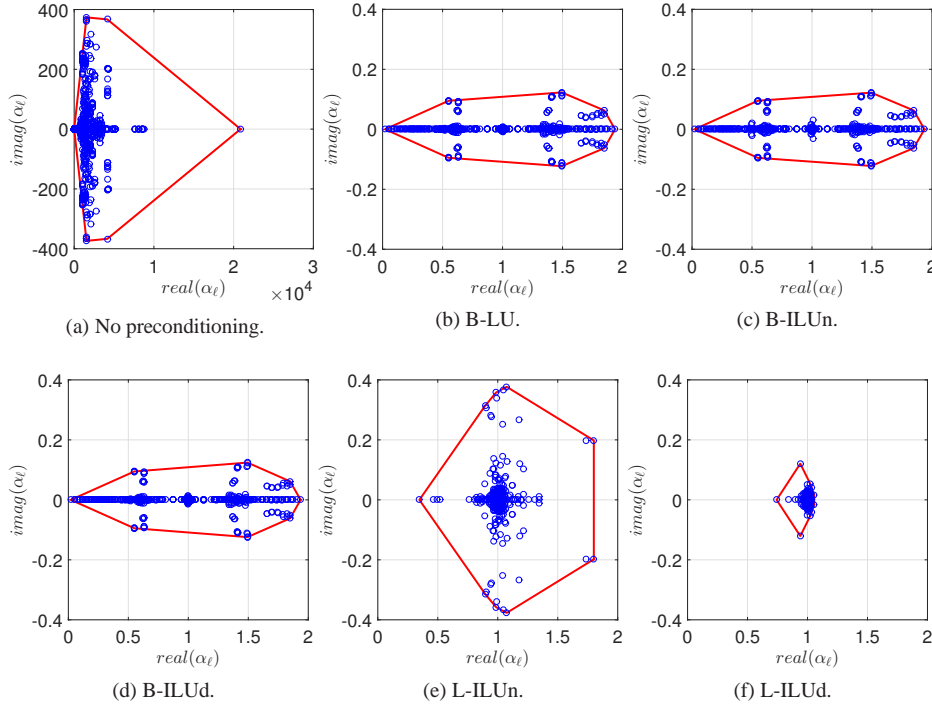 400
200
0
-200
-400
imag(αℓ)
0 1 2 3
real(αℓ) ×10⁴
(a) No preconditioning.
0.4
0.2
0
-0.2
-0.4
imag(αℓ)
0 0.5 1 1.5 2
real(αℓ)
(b) B-LU.
0.4
0.2
0
-0.2
-0.4
imag(αℓ)
0 0.5 1 1.5 2
real(αℓ)
(c) B-ILUn.
0.4
0.2
0
-0.2
-0.4
imag(αℓ)
0 0.5 1 1.5 2
real(αℓ)
(d) B-ILUd.
0.4
0.2
0
-0.2
-0.4
imag(αℓ)
0 0.5 1 1.5 2
real(αℓ)
(e) L-ILUn.
0.4
0.2
0
-0.2
-0.4
imag(αℓ)
0 0.5 1 1.5 2
real(αℓ)
(f) L-ILUd.